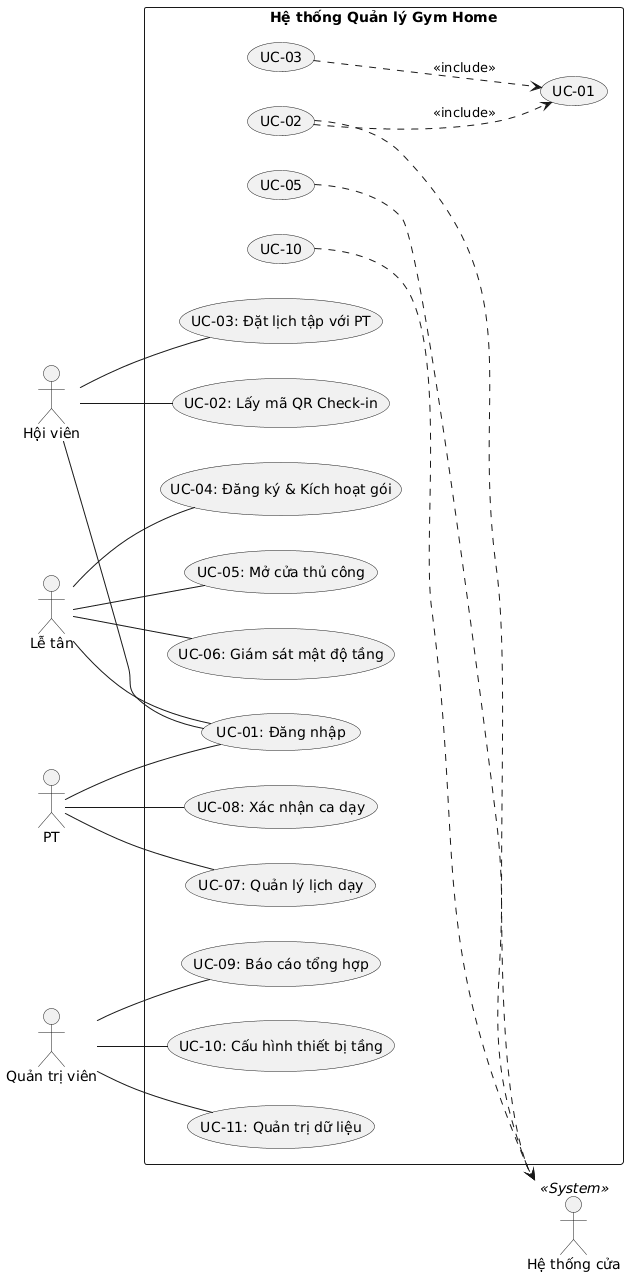 Hệ thống Quản lý Gym Home
UC-03
«include»
UC-01
UC-02
«include»
UC-05
UC-10
UC-03: Đặt lịch tập với PT
UC-02: Lấy mã QR Check-in
Hội viên
UC-04: Đăng ký & Kích hoạt gói
UC-05: Mở cửa thủ công
Lễ tân
UC-06: Giám sát mật độ tầng
UC-01: Đăng nhập
UC-08: Xác nhận ca dạy
PT
UC-07: Quản lý lịch dạy
UC-09: Báo cáo tổng hợp
UC-10: Cấu hình thiết bị tầng
Quản trị viên
UC-11: Quản trị dữ liệu
«System»
Hệ thống cửa